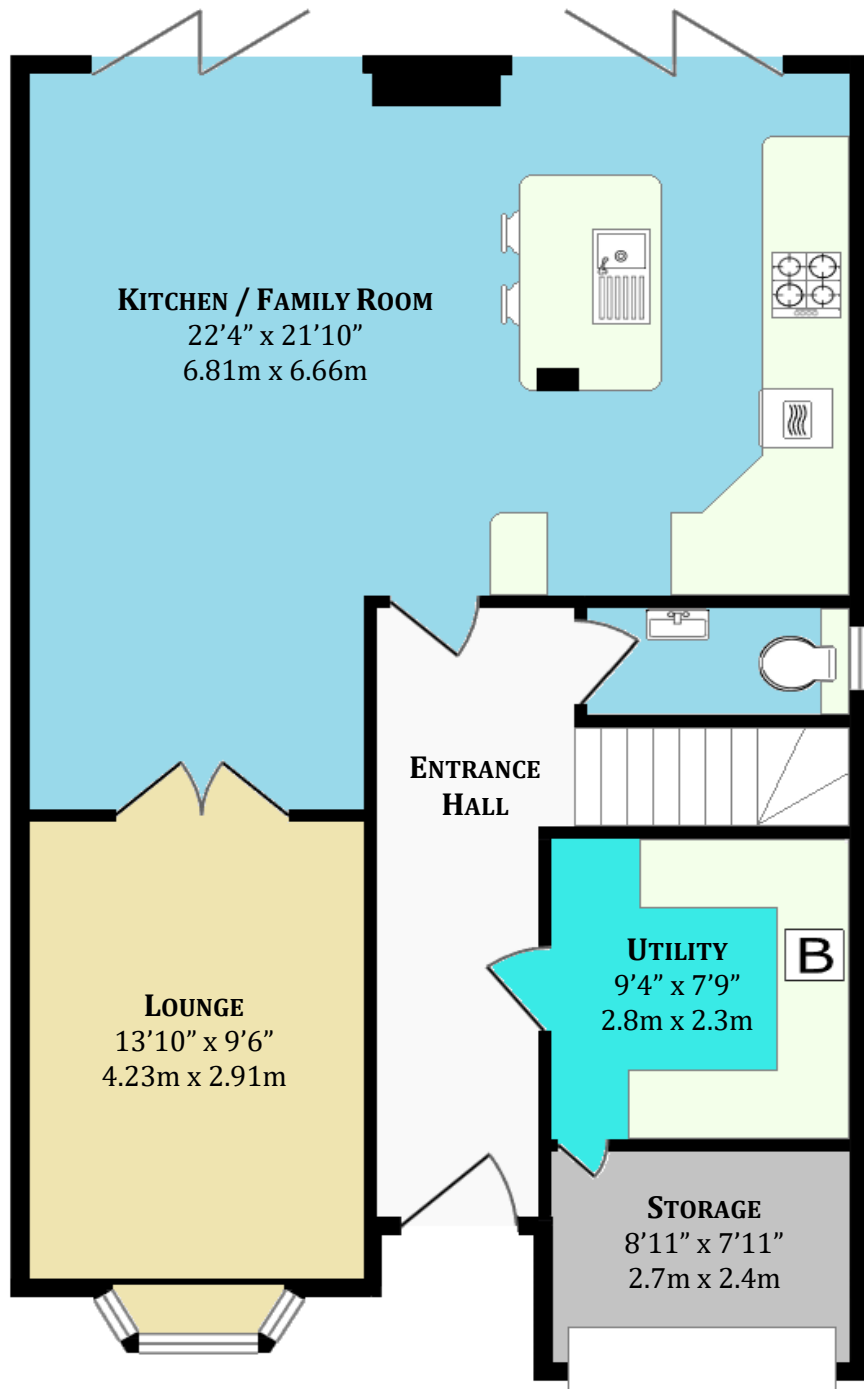 KITCHEN / FAMILY ROOM
22’4” x 21’10”
6.81m x 6.66m
ENTRANCE
HALL
UTILITY
9’4” x 7’9”
2.8m x 2.3m
B
LOUNGE
13’10” x 9’6”
4.23m x 2.91m
STORAGE
8’11” x 7’11”
2.7m x 2.4m